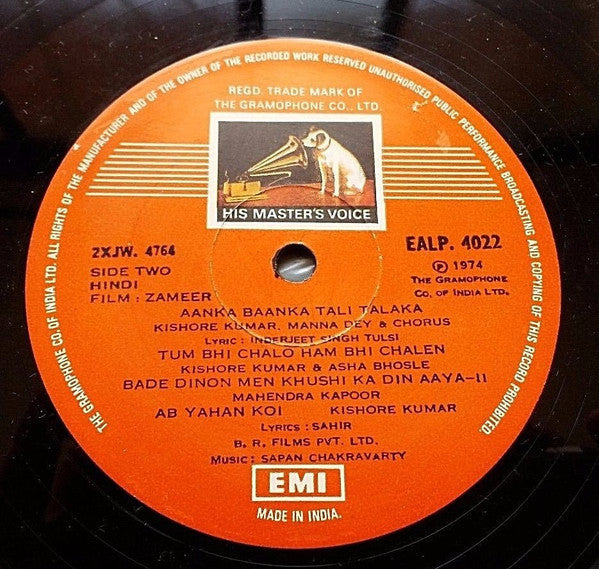 THE GRAMOPHONE CO. OF INDIA LTD. ALL RIGHTS OF THE MANUFACTURER AND OF THE OWNER OF THE RECORDED WORK RESERVED UNAUTHORISED PUBLIC PERFORMANCE BROADCASTING AND COPYING OF THIS RECORD PROHIBITED.
REGD. TRADE MARK OF
THE GRAMOPHONE CO., LTD
HIS MASTER'S VOICE
2XJW. 4764
EALP. 4022
SIDE TWO
HINDI
FILM : ZAMEER
Ⓟ 1974
THE GRAMOPHONE
CO. OF INDIA LTD.
AANKA BAANKA TALI TALAKA
KISHORE KUMAR, MANNA DEY & CHORUS
LYRIC : INDERJEET SINGH TULSI
TUM BHI CHALO HAM BHI CHALEN
KISHORE KUMAR & ASHA BHOSLE
BADE DINON MEN KHUSHI KA DIN AAYA-II
MAHENDRA KAPOOR
AB YAHAN KOI KISHORE KUMAR
LYRICS : SAHIR
B. R. FILMS PVT. LTD.
MUSIC : SAPAN CHAKRAVARTY
EMI
MADE IN INDIA.